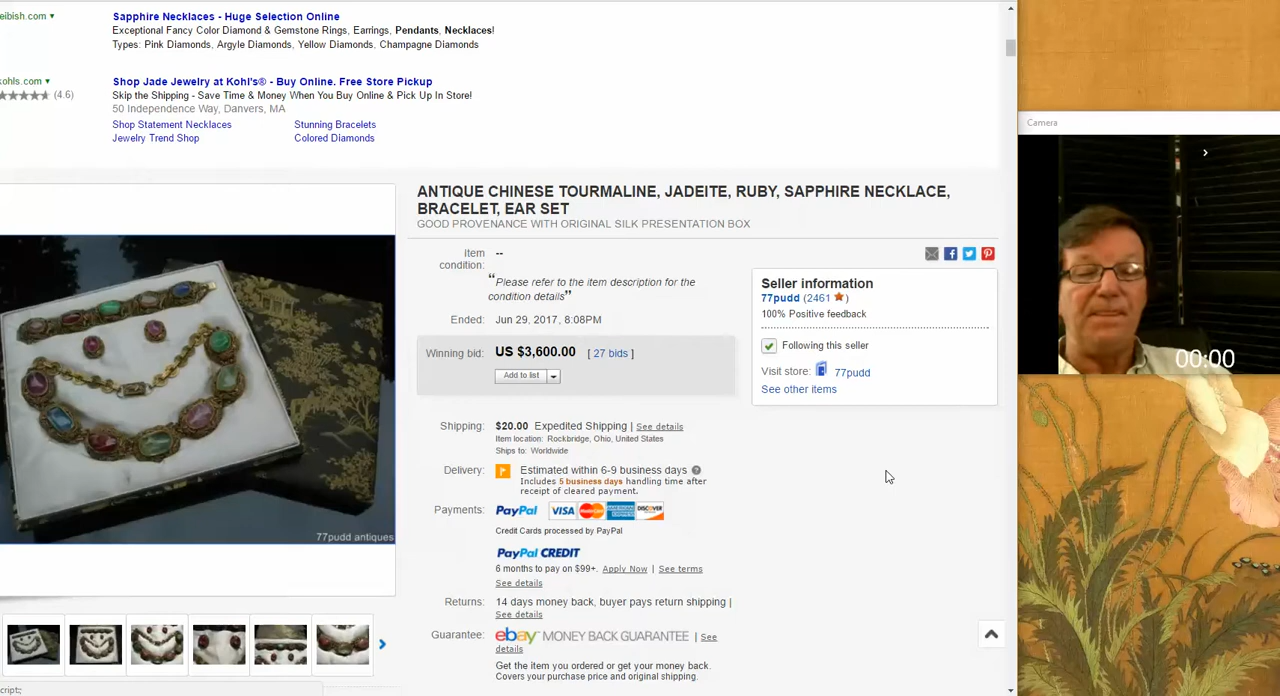 eibish.com ▾
Sapphire Necklaces - Huge Selection Online
Exceptional Fancy Color Diamond & Gemstone Rings, Earrings, Pendants, Necklaces!
Types: Pink Diamonds, Argyle Diamonds, Yellow Diamonds, Champagne Diamonds
kohls.com ▾
Shop Jade Jewelry at Kohl's® - Buy Online. Free Store Pickup
(4.6)
Skip the Shipping - Save Time & Money When You Buy Online & Pick Up In Store!
50 Independence Way, Danvers, MA
Shop Statement Necklaces
Stunning Bracelets
Jewelry Trend Shop
Colored Diamonds
Camera
ANTIQUE CHINESE TOURMALINE, JADEITE, RUBY, SAPPHIRE NECKLACE,
BRACELET, EAR SET
GOOD PROVENANCE WITH ORIGINAL SILK PRESENTATION BOX
item
condition:
--
“Please refer to the item description for the
condition details”
Ended:
Jun 29, 2017, 8:08PM
Winning bid:
US $3,600.00
[ 27 bids ]
Add to list
Seller information
77pudd (2461 )
100% Positive feedback
Following this seller
Visit store: 77pudd
See other items
00:00
Shipping:
$20.00 Expedited Shipping | See details
Item location: Rockbridge, Ohio, United States
Ships to: Worldwide
Delivery:
Estimated within 6-9 business days ?
Includes 5 business days handling time after
receipt of cleared payment.
Payments:
PayPal VISA MasterCard AMERICAN EXPRESS DISCOVER
Credit Cards processed by PayPal
PayPal CREDIT
6 months to pay on $99+. Apply Now | See terms
See details
Returns:
14 days money back, buyer pays return shipping |
See details
Guarantee:
ebay MONEY BACK GUARANTEE | See
details
Get the item you ordered or get your money back.
Covers your purchase price and original shipping.
77pudd antiques
script:;